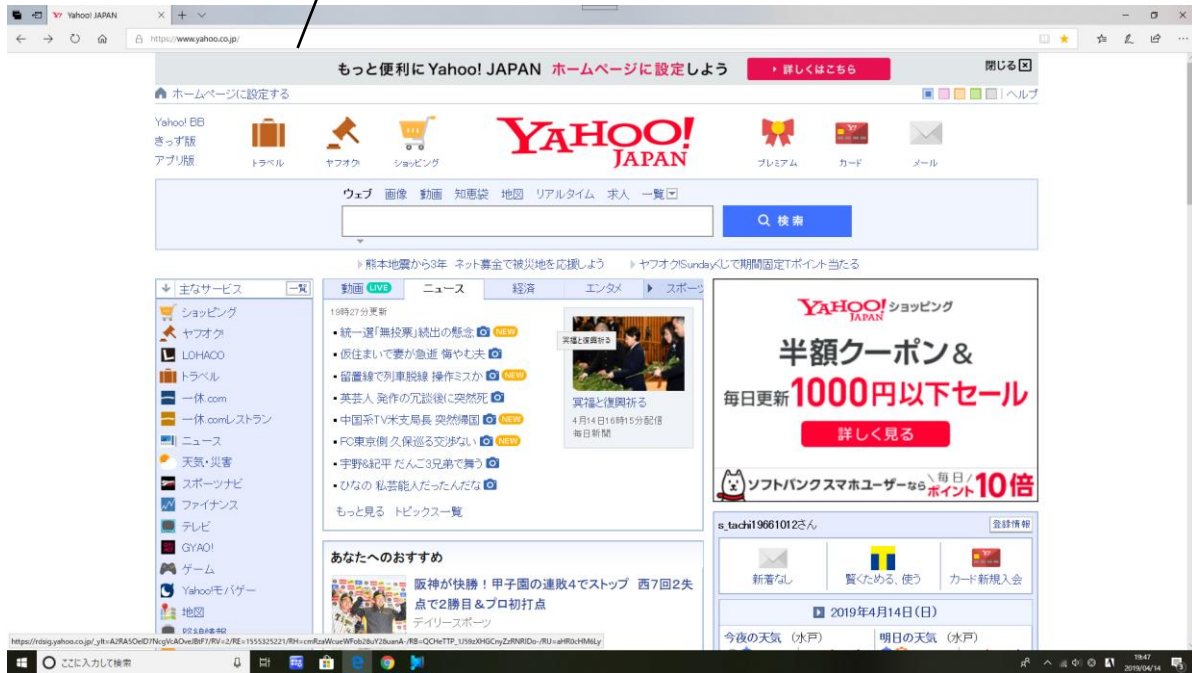 Yahoo! JAPAN
https://www.yahoo.co.jp/
もっと便利にYahoo! JAPAN ホームページに設定しよう
詳しくはこちら
閉じる
ホームページに設定する
ヘルプ
Yahoo! BB
きっず版
アプリ版
トラベル
ヤフオク!
ショッピング
YAHOO! JAPAN
プレミアム
カード
メール
ウェブ 画像 動画 知恵袋 地図 リアルタイム 求人 一覧
検索
熊本地震から3年 ネット募金で被災地を応援しよう
ヤフオク!Sundayくじで期間固定Tポイント当たる
主なサービス 一覧
ショッピング
ヤフオク!
LOHACO
トラベル
一休.com
一休.comレストラン
ニュース
天気・災害
スポーツナビ
ファイナンス
テレビ
GYAO!
ゲーム
Yahoo!モバゲー
地図
路線情報
動画 LIVE ニュース 経済 エンタメ スポーツ
19時27分更新
統一選「無投票」続出の懸念 NEW
仮住まいで妻が急逝 悔やむ夫
留置線で列車脱線 操作ミスか NEW
英芸人 発作の冗談後に突然死
中国系TV米支局長 突然帰国 NEW
FC東京側 久保巡る交渉ない NEW
宇野&紀平 だんご3兄弟で舞う
ひなの 私芸能人だったんだな
もっと見る トピックス一覧
冥福と復興祈る
冥福と復興祈る
4月14日16時15分配信
毎日新聞
あなたへのおすすめ
阪神が快勝!甲子園の連敗4でストップ 西7回2失
点で2勝目&プロ初打点
デイリースポーツ
YAHOO! JAPAN ショッピング
半額クーポン&
毎日更新1000円以下セール
詳しく見る
ソフトバンクスマホユーザーなら 毎日 ポイント10倍
s_tachi19661012さん
登録情報
新着なし
賢くためる、使う
カード新規入会
2019年4月14日(日)
今夜の天気(水戸)
明日の天気(水戸)
ここに入力して検索
19:47
2019/04/14